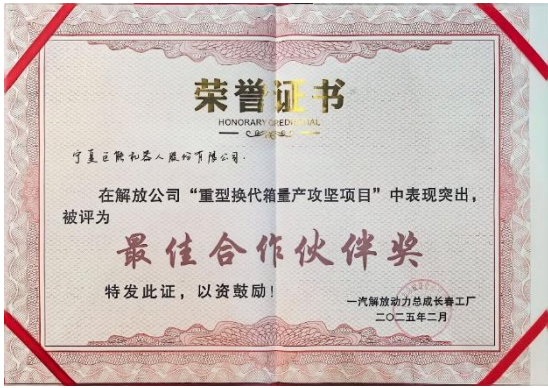 荣誉证书
HONORARY CREDENTIAL
宁夏巨能机器人股份有限公司.
在解放公司“重型换代箱量产攻坚项目”中表现突出，
被评为
最佳合作伙伴奖
特发此证，以资鼓励！
一汽解放动力总成长春工厂
二〇二五年二月